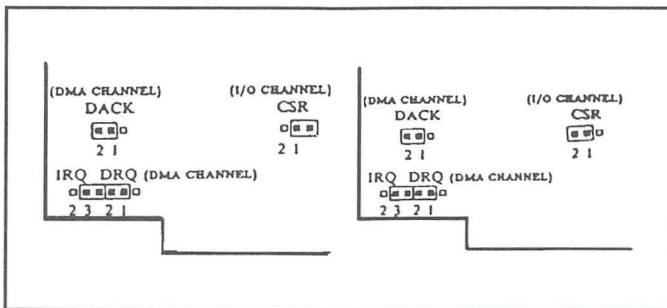 (DMA CHANNEL)
DACK
2 1
(I/O CHANNEL)
CSR
2 1
IRQ DRQ (DMA CHANNEL)
2 3 2 1
(DMA CHANNEL)
DACK
2 1
(I/O CHANNEL)
CSR
2 1
IRQ DRQ (DMA CHANNEL)
2 3 2 1